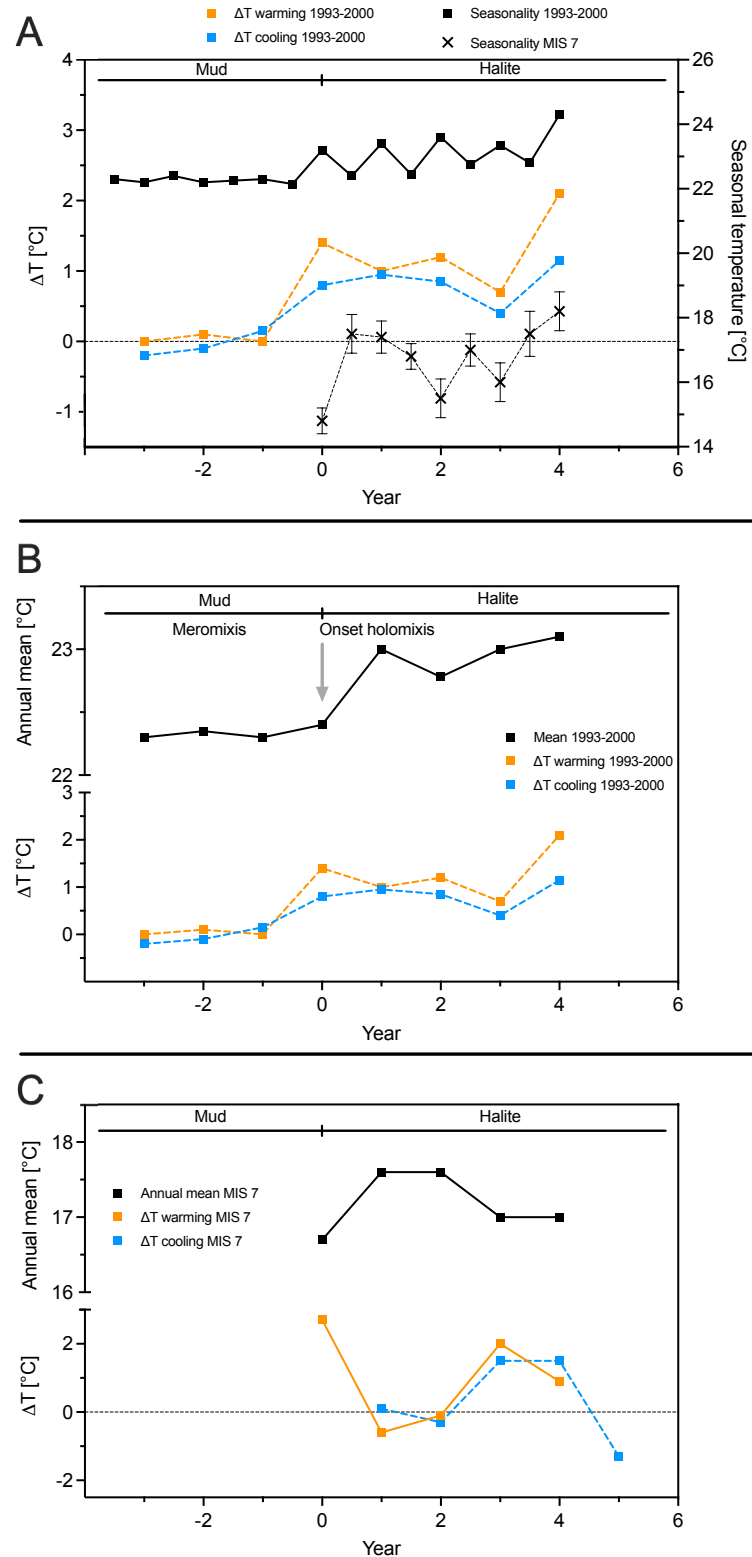 A
ΔT warming 1993-2000
Seasonality 1993-2000
ΔT cooling 1993-2000
Seasonality MIS 7
Mud
Halite
4
3
2
1
0
-1
ΔT [°C]
26
24
22
20
18
16
14
Seasonal temperature [°C]
-2
0
2
4
6
Year
B
Mud
Halite
Meromixis
Onset holomixis
23
22
Annual mean [°C]
Mean 1993-2000
ΔT warming 1993-2000
ΔT cooling 1993-2000
3
2
1
0
ΔT [°C]
-2
0
2
4
6
Year
C
Mud
Halite
18
17
16
Annual mean [°C]
Annual mean MIS 7
ΔT warming MIS 7
ΔT cooling MIS 7
2
0
-2
ΔT [°C]
-2
0
2
4
6
Year